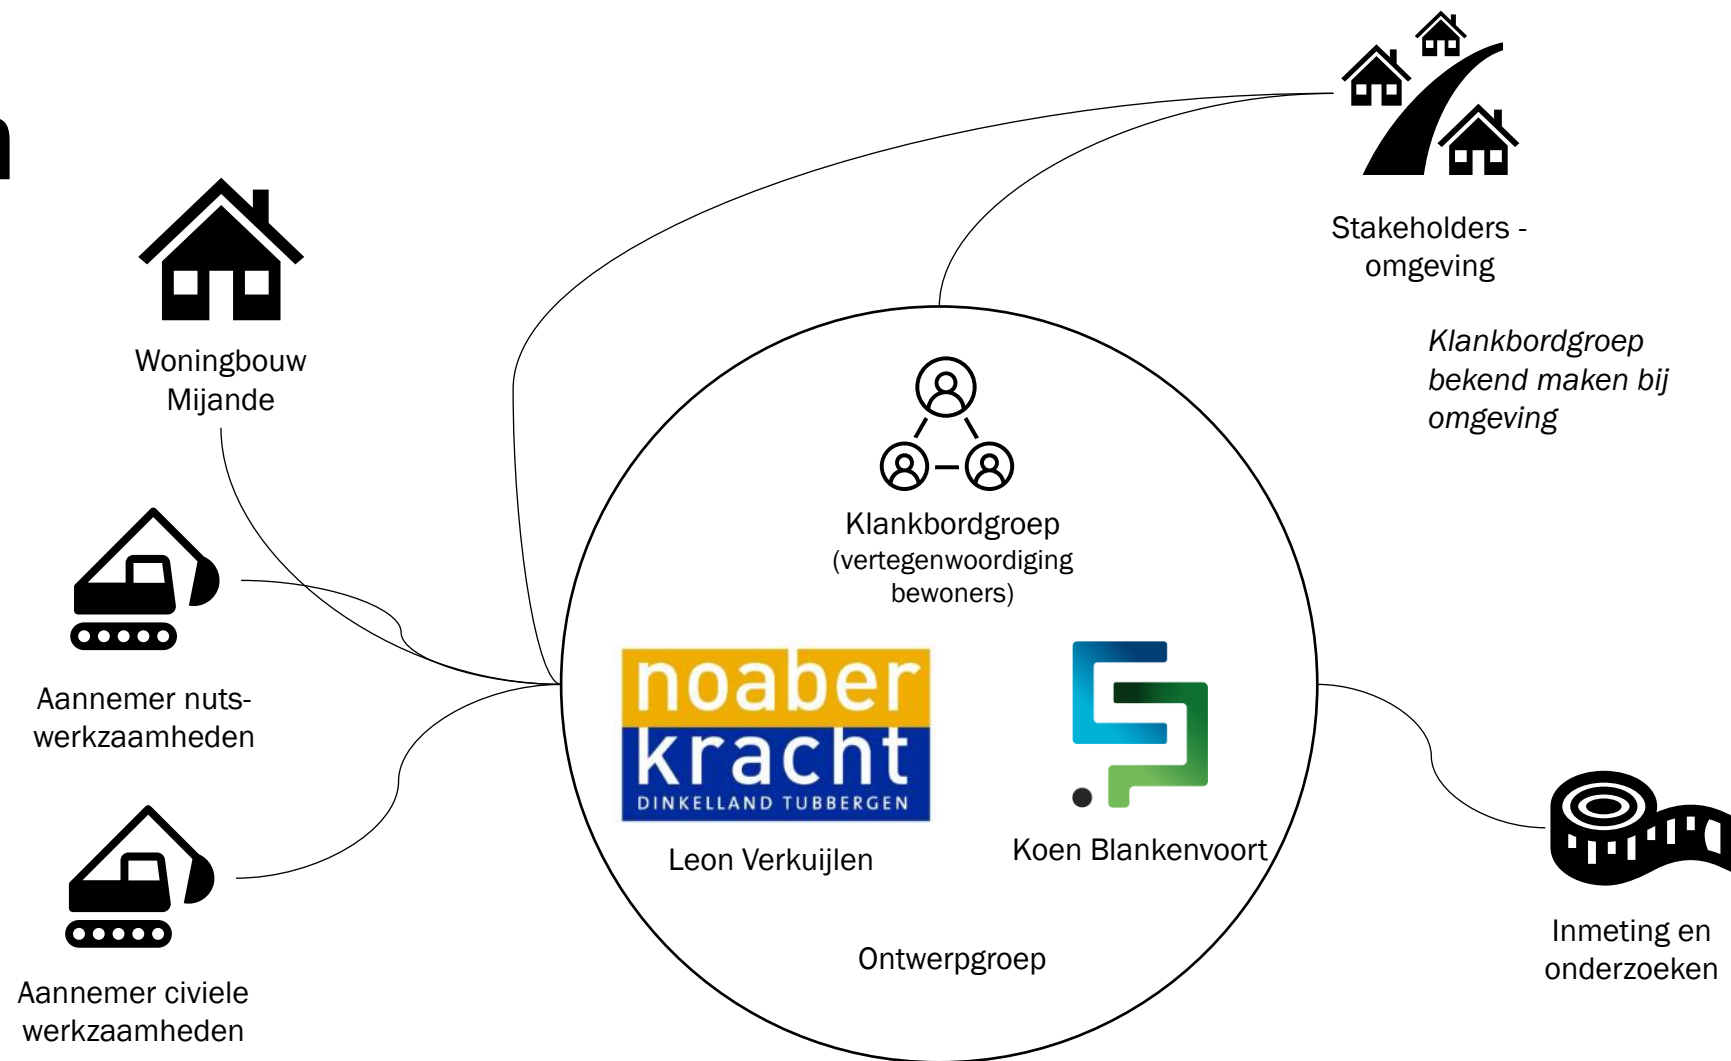 Stakeholders -
omgeving
Klankbordgroep
bekend maken bij
omgeving
Woningbouw
Mijande
Klankbordgroep
(vertegenwoordiging
bewoners)
Aannemer nuts-
werkzaamheden
noaber
kracht
DINKELLAND TUBBERGEN
Leon Verkuijlen
Koen Blankenvoort
Ontwerpgroep
Inmeting en
onderzoeken
Aannemer civiele
werkzaamheden